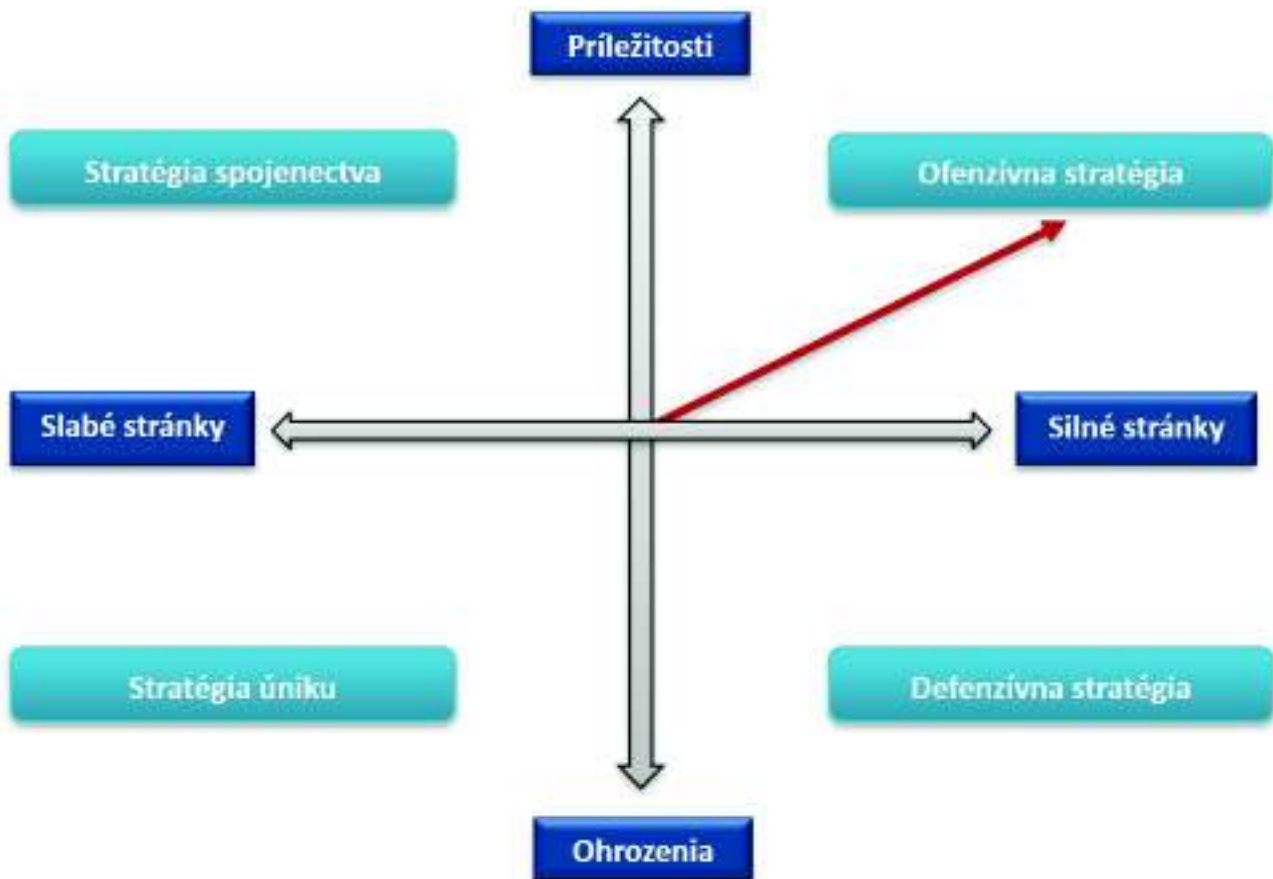 Príležitosti
Stratégia spojenectva
Ofenzívna stratégia
Slabé stránky
Silné stránky
Stratégia úniku
Defenzívna stratégia
Ohrozenia